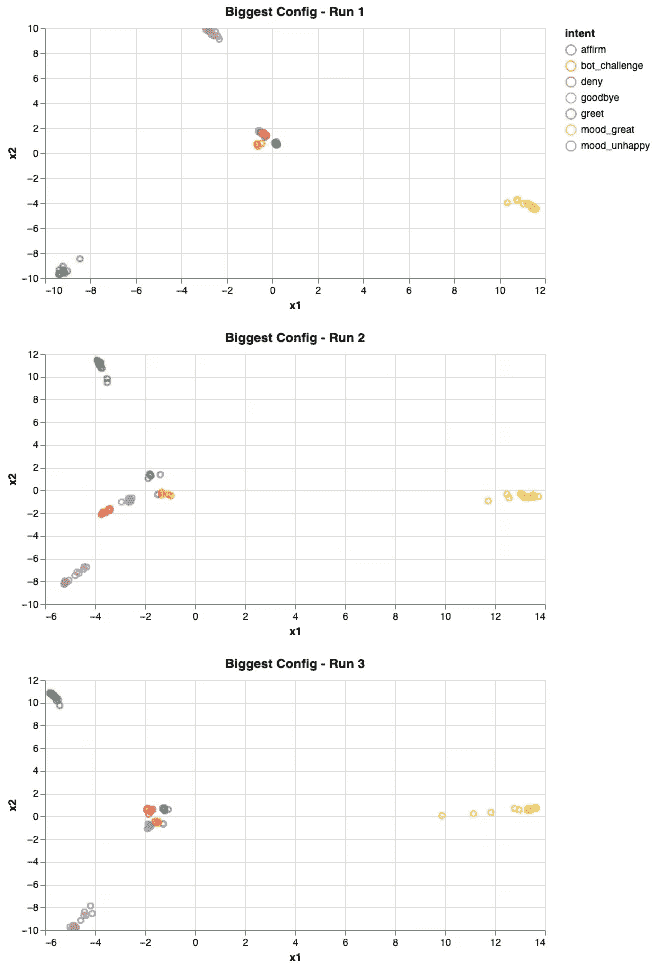 Biggest Config - Run 1
intent
affirm
bot_challenge
deny
goodbye
greet
mood_great
mood_unhappy
10
8
6
4
2
0
−2
−4
−6
−8
−10
x2
−10 −8 −6 −4 −2 0 2 4 6 8 10 12
x1
Biggest Config - Run 2
12
10
8
6
4
2
0
−2
−4
−6
−8
−10
x2
−6 −4 −2 0 2 4 6 8 10 12 14
x1
Biggest Config - Run 3
12
10
8
6
4
2
0
−2
−4
−6
−8
−10
x2
−6 −4 −2 0 2 4 6 8 10 12 14
x1